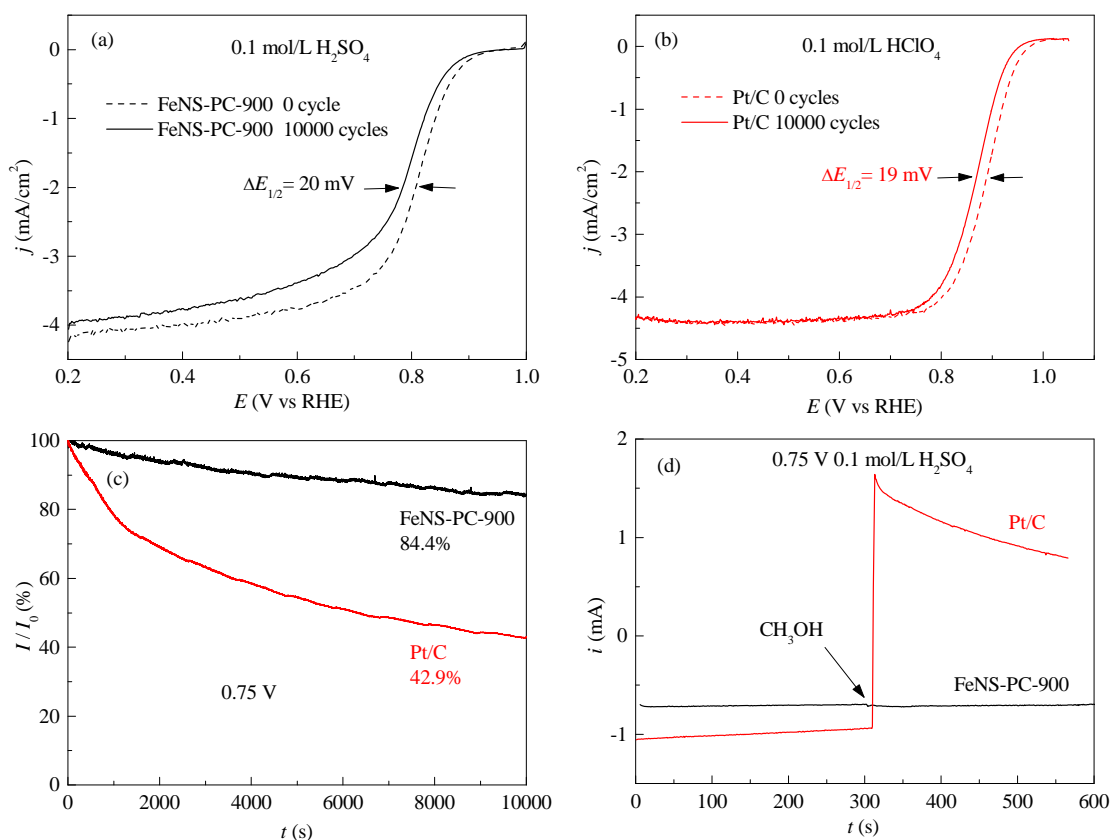 (a)
0.1 mol/L H₂SO₄
FeNS-PC-900 0 cycle
FeNS-PC-900 10000 cycles
ΔE₁/₂= 20 mV
0
-1
-2
-3
-4
j (mA/cm²)
0.2 0.4 0.6 0.8 1.0
E (V vs RHE)
(b)
0.1 mol/L HClO₄
Pt/C 0 cycles
Pt/C 10000 cycles
ΔE₁/₂= 19 mV
0
-1
-2
-3
-4
-5
j (mA/cm²)
0.2 0.4 0.6 0.8 1.0
E (V vs RHE)
(c)
FeNS-PC-900
84.4%
Pt/C
42.9%
0.75 V
100
80
60
40
20
0
I / I₀ (%)
0 2000 4000 6000 8000 10000
t (s)
(d)
0.75 V 0.1 mol/L H₂SO₄
Pt/C
CH₃OH
FeNS-PC-900
2
1
0
-1
i (mA)
0 100 200 300 400 500 600
t (s)